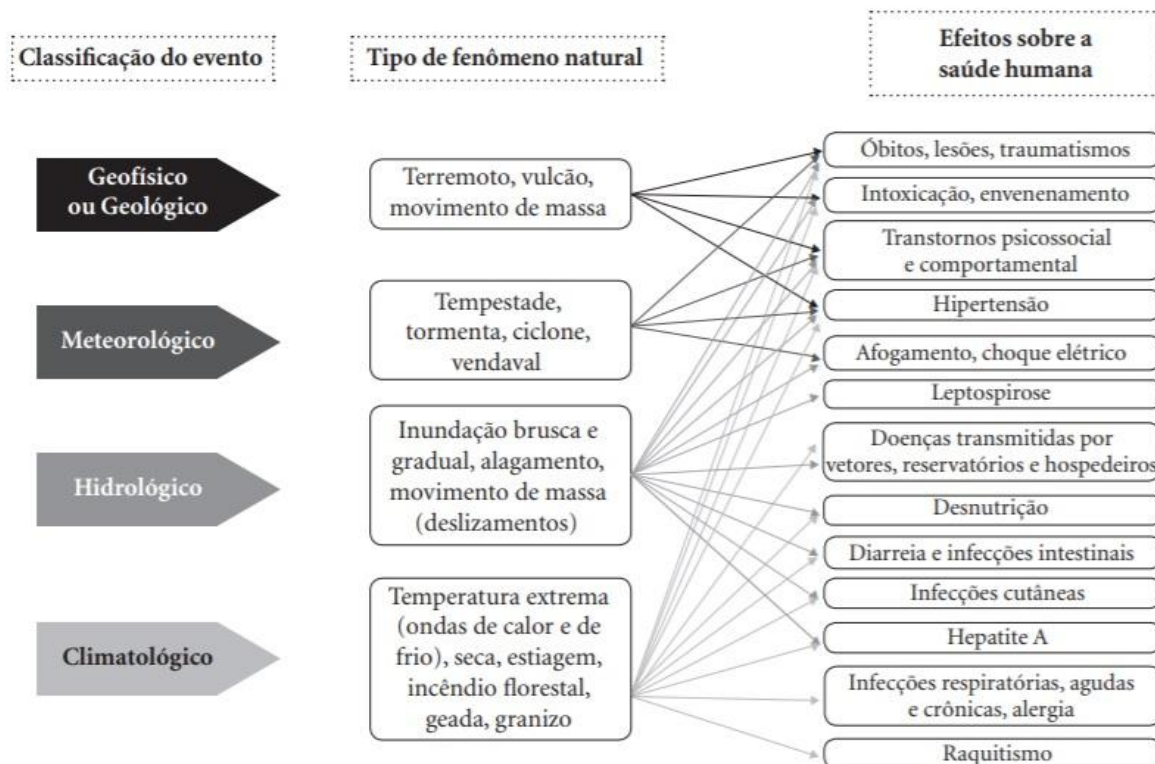 Classificação do evento
Tipo de fenômeno natural
Efeitos sobre a
saúde humana
Geofísico
ou Geológico
Terremoto, vulcão,
movimento de massa
Meteorológico
Tempestade,
tormenta, ciclone,
vendaval
Hidrológico
Inundação brusca e
gradual, alagamento,
movimento de massa
(deslizamentos)
Climatológico
Temperatura extrema
(ondas de calor e de
frio), seca, estiagem,
incêndio florestal,
geada, granizo
Óbitos, lesões, traumatismos
Intoxicação, envenenamento
Transtornos psicossocial
e comportamental
Hipertensão
Afogamento, choque elétrico
Leptospirose
Doenças transmitidas por
vetores, reservatórios e hospedeiros
Desnutrição
Diarreia e infecções intestinais
Infecções cutâneas
Hepatite A
Infecções respiratórias, agudas
e crônicas, alergia
Raquitismo